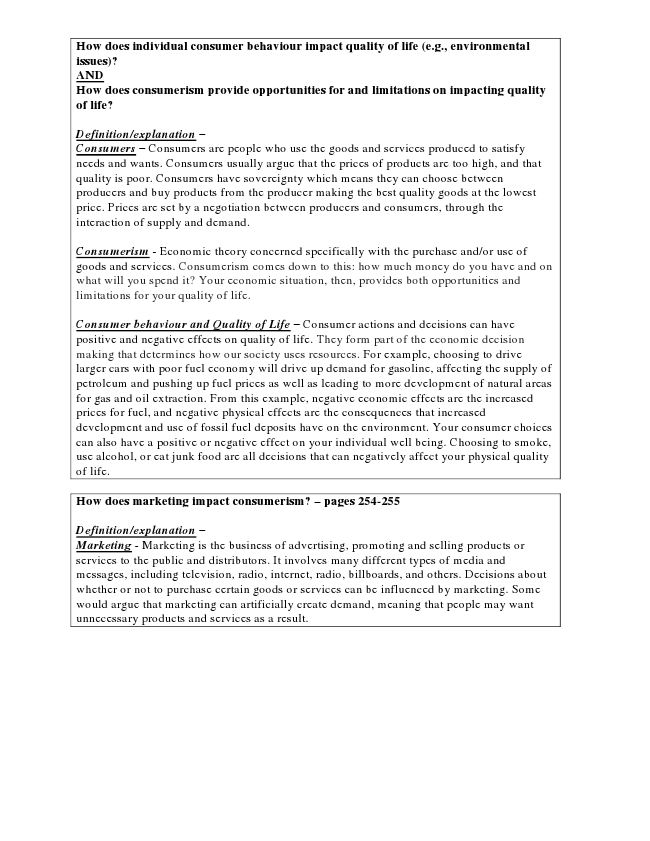 How does individual consumer behaviour impact quality of life (e.g., environmental
issues)?
AND
How does consumerism provide opportunities for and limitations on impacting quality
of life?
Definition/explanation –
Consumers – Consumers are people who use the goods and services produced to satisfy
needs and wants. Consumers usually argue that the prices of products are too high, and that
quality is poor. Consumers have sovereignty which means they can choose between
producers and buy products from the producer making the best quality goods at the lowest
price. Prices are set by a negotiation between producers and consumers, through the
interaction of supply and demand.
Consumerism - Economic theory concerned specifically with the purchase and/or use of
goods and services. Consumerism comes down to this: how much money do you have and on
what will you spend it? Your economic situation, then, provides both opportunities and
limitations for your quality of life.
Consumer behaviour and Quality of Life – Consumer actions and decisions can have
positive and negative effects on quality of life. They form part of the economic decision
making that determines how our society uses resources. For example, choosing to drive
larger cars with poor fuel economy will drive up demand for gasoline, affecting the supply of
petroleum and pushing up fuel prices as well as leading to more development of natural areas
for gas and oil extraction. From this example, negative economic effects are the increased
prices for fuel, and negative physical effects are the consequences that increased
development and use of fossil fuel deposits have on the environment. Your consumer choices
can also have a positive or negative effect on your individual well being. Choosing to smoke,
use alcohol, or eat junk food are all decisions that can negatively affect your physical quality
of life.
How does marketing impact consumerism? – pages 254-255
Definition/explanation –
Marketing - Marketing is the business of advertising, promoting and selling products or
services to the public and distributors. It involves many different types of media and
messages, including television, radio, internet, radio, billboards, and others. Decisions about
whether or not to purchase certain goods or services can be influenced by marketing. Some
would argue that marketing can artificially create demand, meaning that people may want
unnecessary products and services as a result.